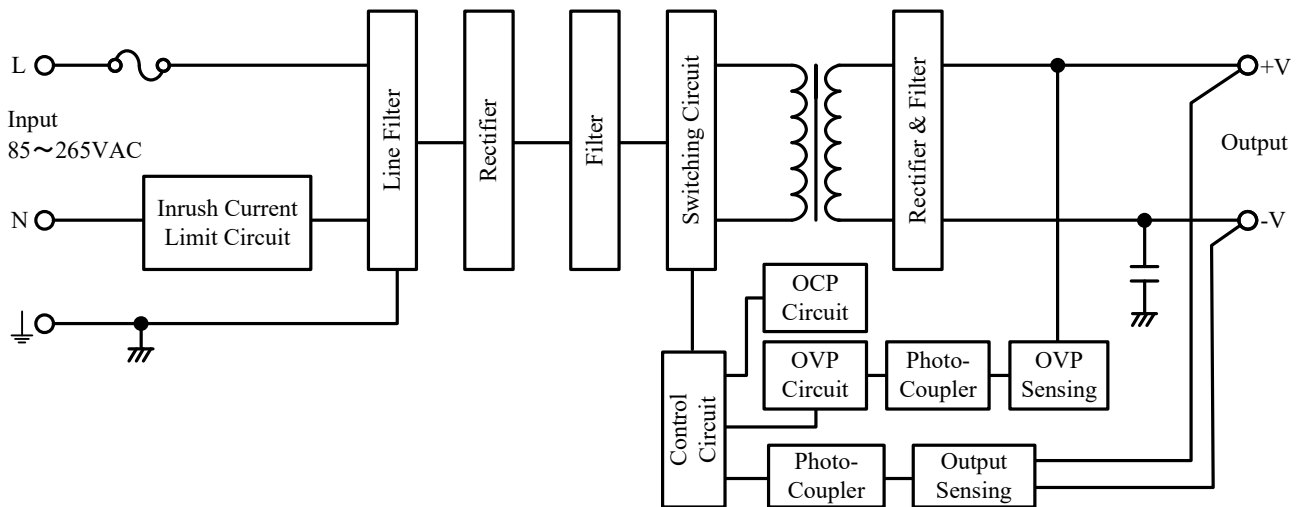 L
Input
85～265VAC
N
Inrush Current
Limit Circuit
Line Filter
Rectifier
Filter
Switching Circuit
Rectifier & Filter
+V
Output
-V
OCP
Circuit
OVP
Circuit
Photo-
Coupler
OVP
Sensing
Control
Circuit
Photo-
Coupler
Output
Sensing